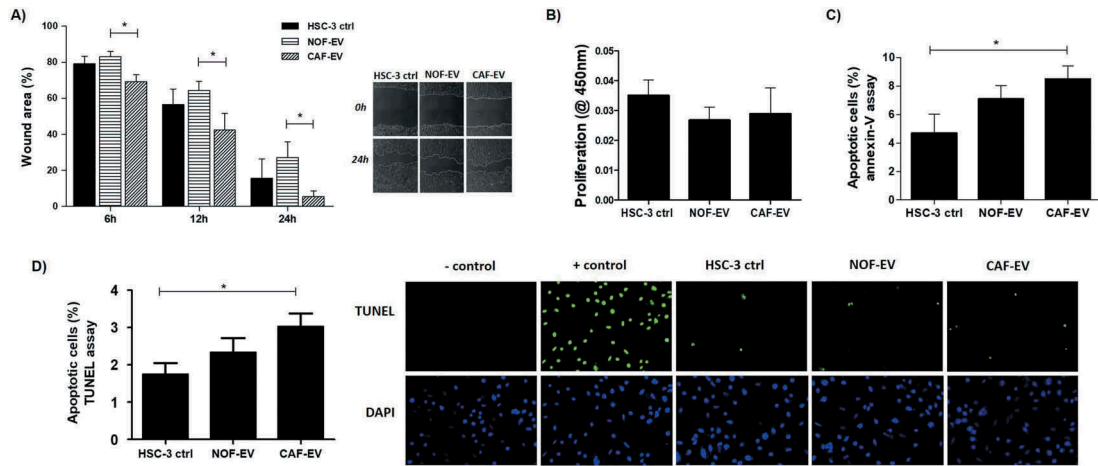 A)
Wound area (%)
80
60
40
20
0
6h
12h
24h
*
*
*
HSC-3 ctrl
NOF-EV
CAF-EV
HSC-3 ctrl NOF-EV CAF-EV
0h
24h
B)
Proliferation (@ 450nm)
0.05
0.04
0.03
0.02
0.01
0.00
HSC-3 ctrl NOF-EV CAF-EV
C)
Apoptotic cells (%)
annexin-V assay
10
8
6
4
2
0
*
HSC-3 ctrl NOF-EV CAF-EV
D)
Apoptotic cells (%)
TUNEL assay
4
3
2
1
0
*
HSC-3 ctrl NOF-EV CAF-EV
- control + control HSC-3 ctrl NOF-EV CAF-EV
TUNEL
DAPI